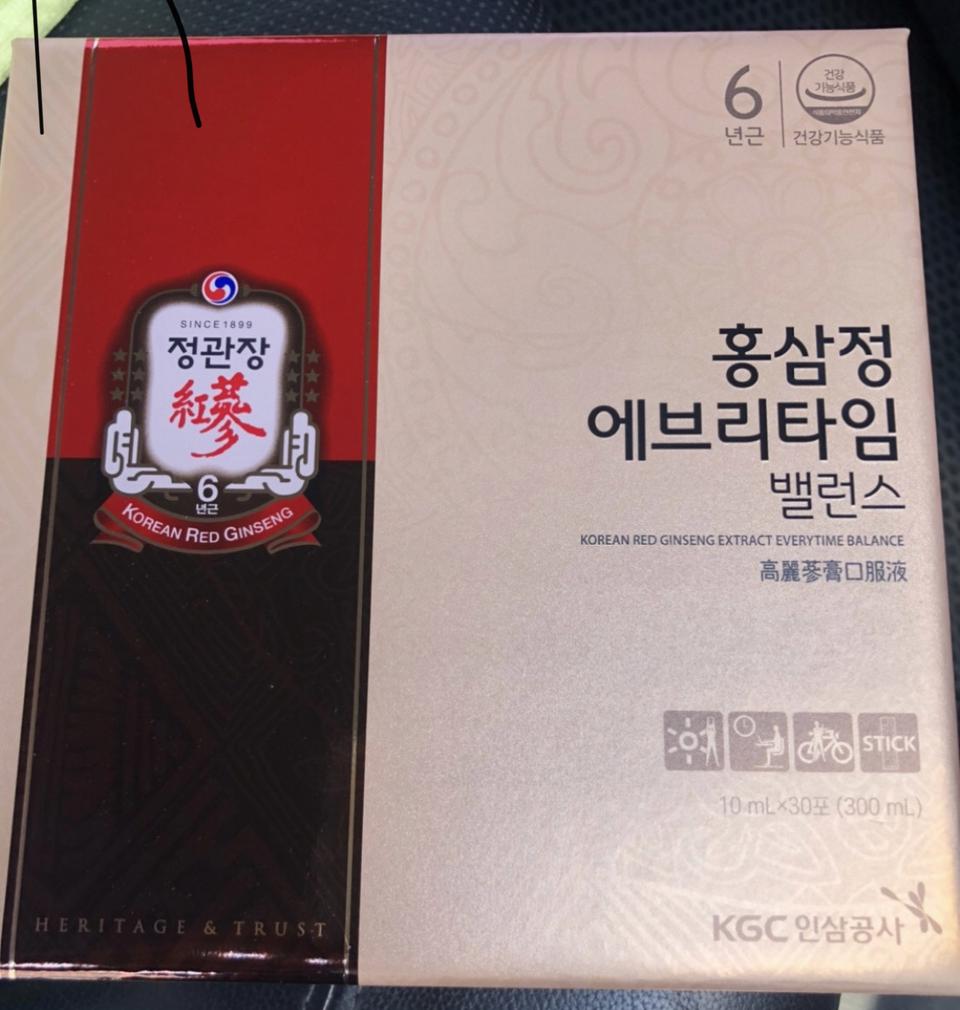 6
년근
건강
기능식품
건강기능식품
SINCE1899
정관장
紅蔘
6
년근
KOREAN RED GINSENG
홍삼정
에브리타임
밸런스
KOREAN RED GINSENG EXTRACT EVERYTIME BALANCE
高麗蔘膏口服液
STICK
10 mL×30포 (300 mL)
HERITAGE & TRUST
KGC 인삼공사